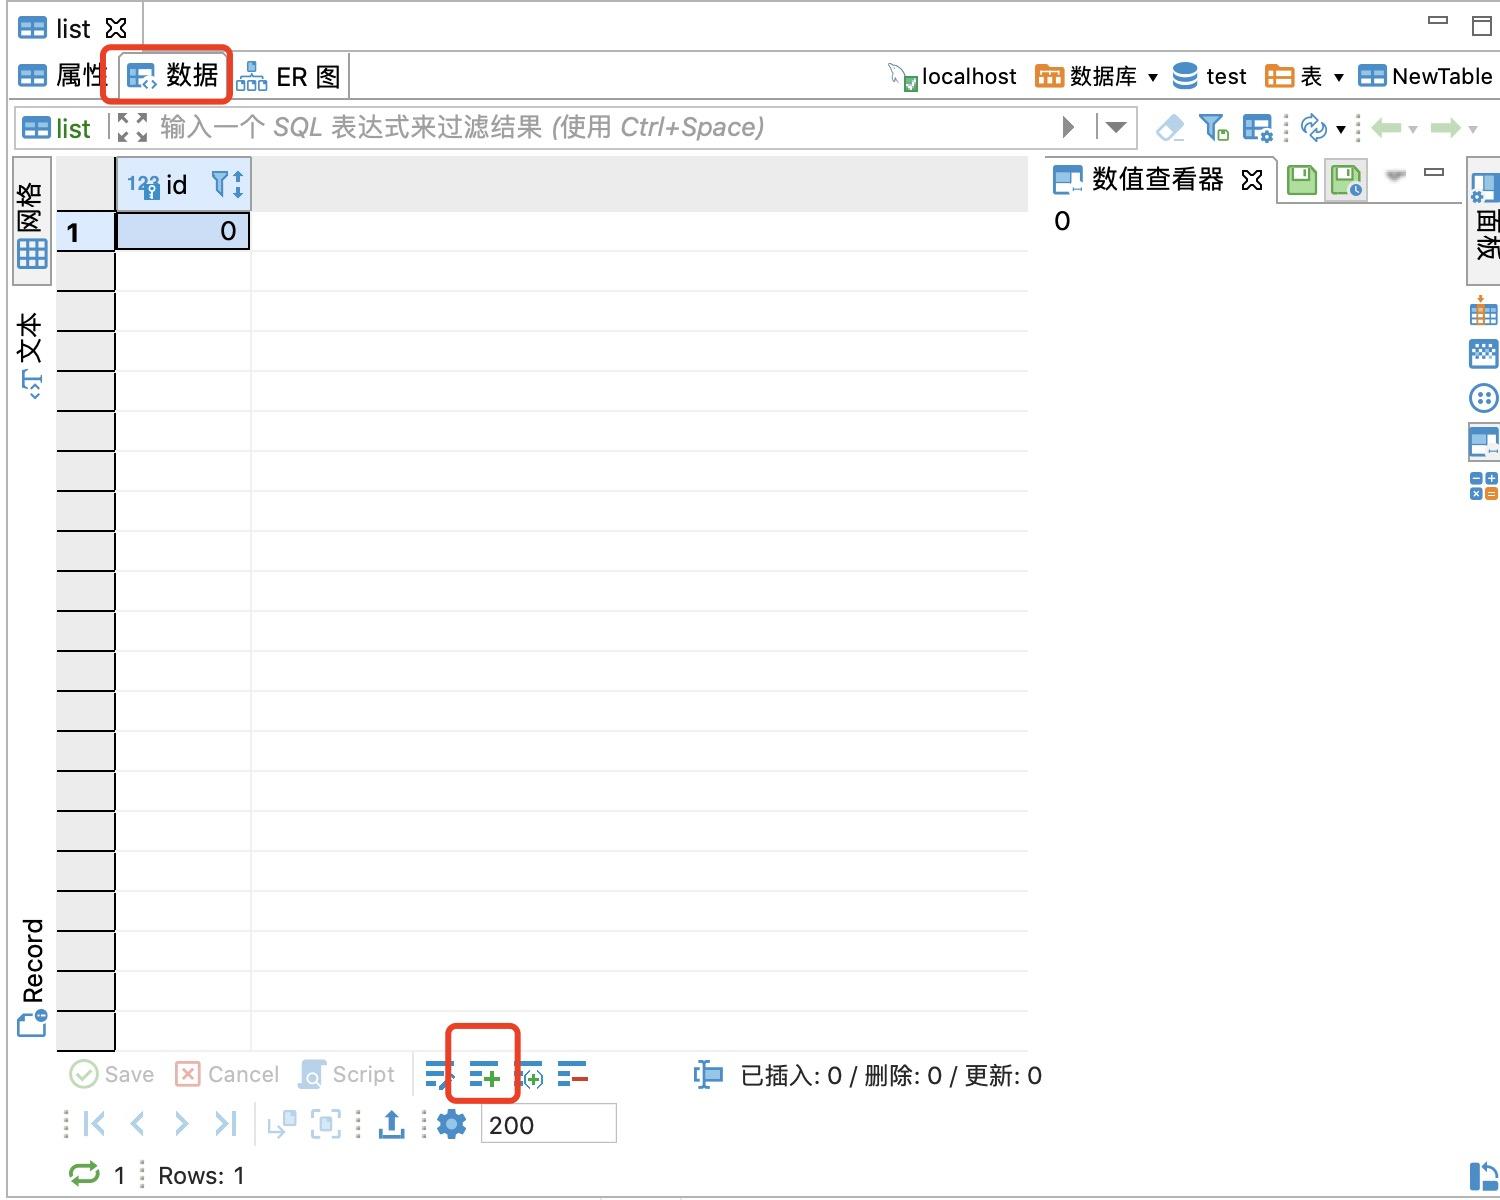 list
属性 数据 ER 图 localhost 数据库 test 表 NewTable
list 输入一个 SQL 表达式来过滤结果 (使用 Ctrl+Space)
网格
文本
Record
123 id
1 0
数值查看器
0
面板
Save Cancel Script 已插入: 0 / 删除: 0 / 更新: 0
200
1 Rows: 1